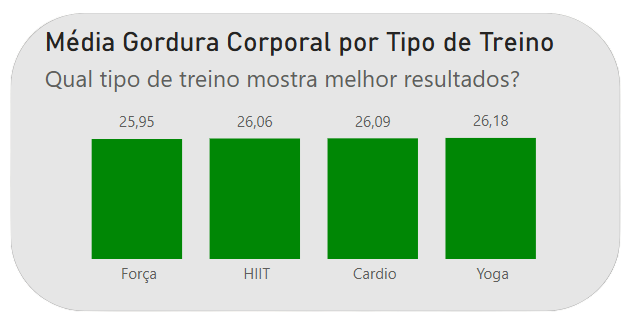 Média Gordura Corporal por Tipo de Treino
Qual tipo de treino mostra melhor resultados?
25,95 26,06 26,09 26,18
Força HIIT Cardio Yoga